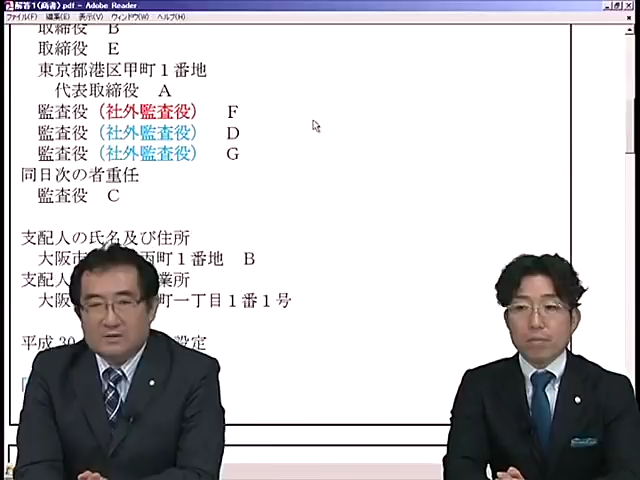 解答1(商書).pdf - Adobe Reader
ファイル(F) 編集(E) 表示(V) ウィンドウ(W) ヘルプ(H)
取締役 B
取締役 E
東京都港区甲町1番地
代表取締役 A
監査役(社外監査役) F
監査役(社外監査役) D
監査役(社外監査役) G
同日次の者重任
監査役 C
支配人の氏名及び住所
大阪市 町1番地 B
支配人 業所
大阪 町一丁目1番1号
平成30 設定